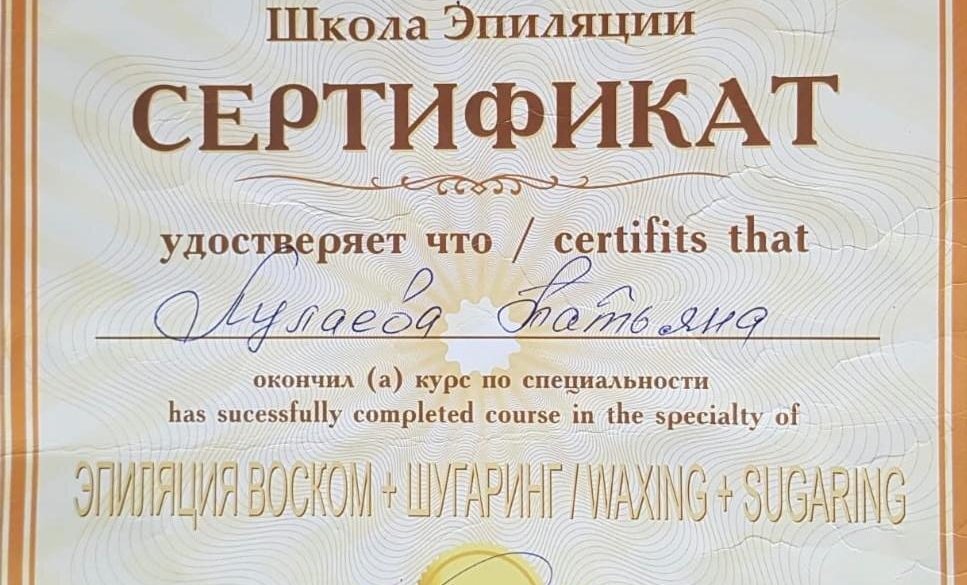 Школа Эпиляции
СЕРТИФИКАТ
удостверяет что / certifits that
Татьяна
окончил (а) курс по специальности
has sucessfully completed course in the specialty of
ЭПИЛЯЦИЯ ВОСКОМ + ШУГАРИНГ / WAXING + SUGARING